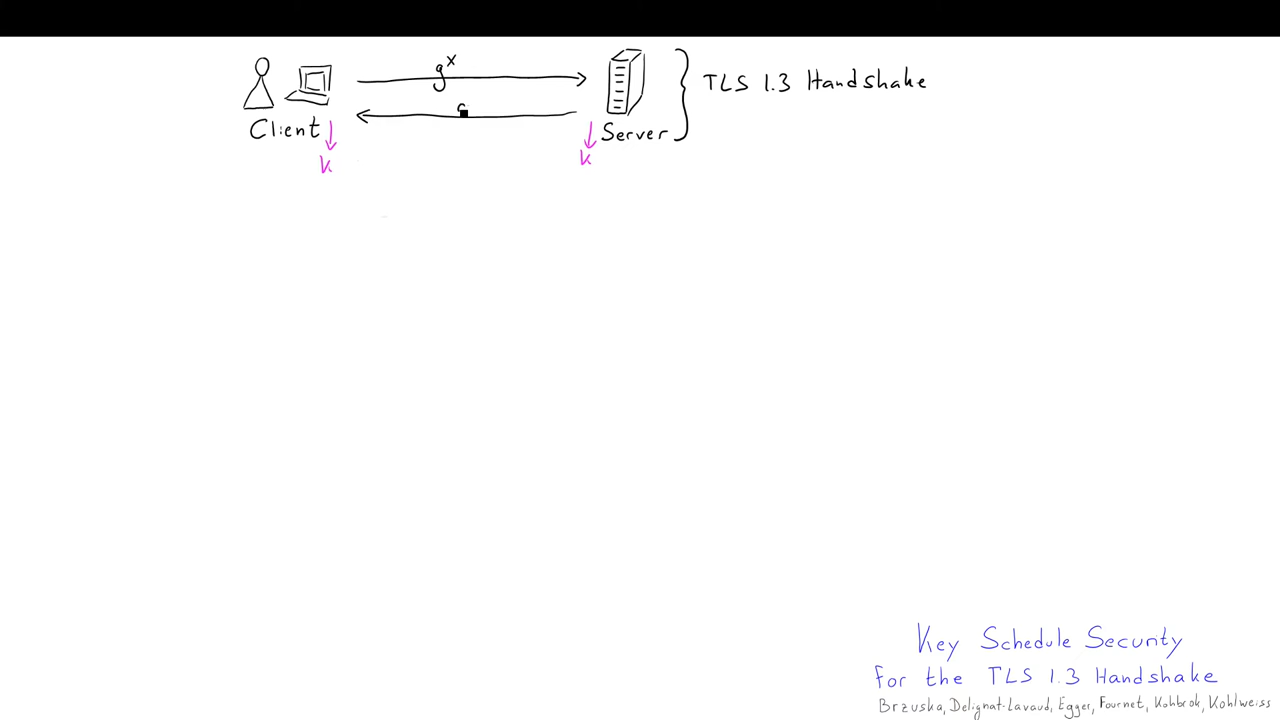 g^x
TLS 1.3 Handshake
Client
Server
k
k
Key Schedule Security
for the TLS 1.3 Handshake
Brzuska, Delignat-Lavaud, Egger, Fournet, Kohbrok, Kohlweiss